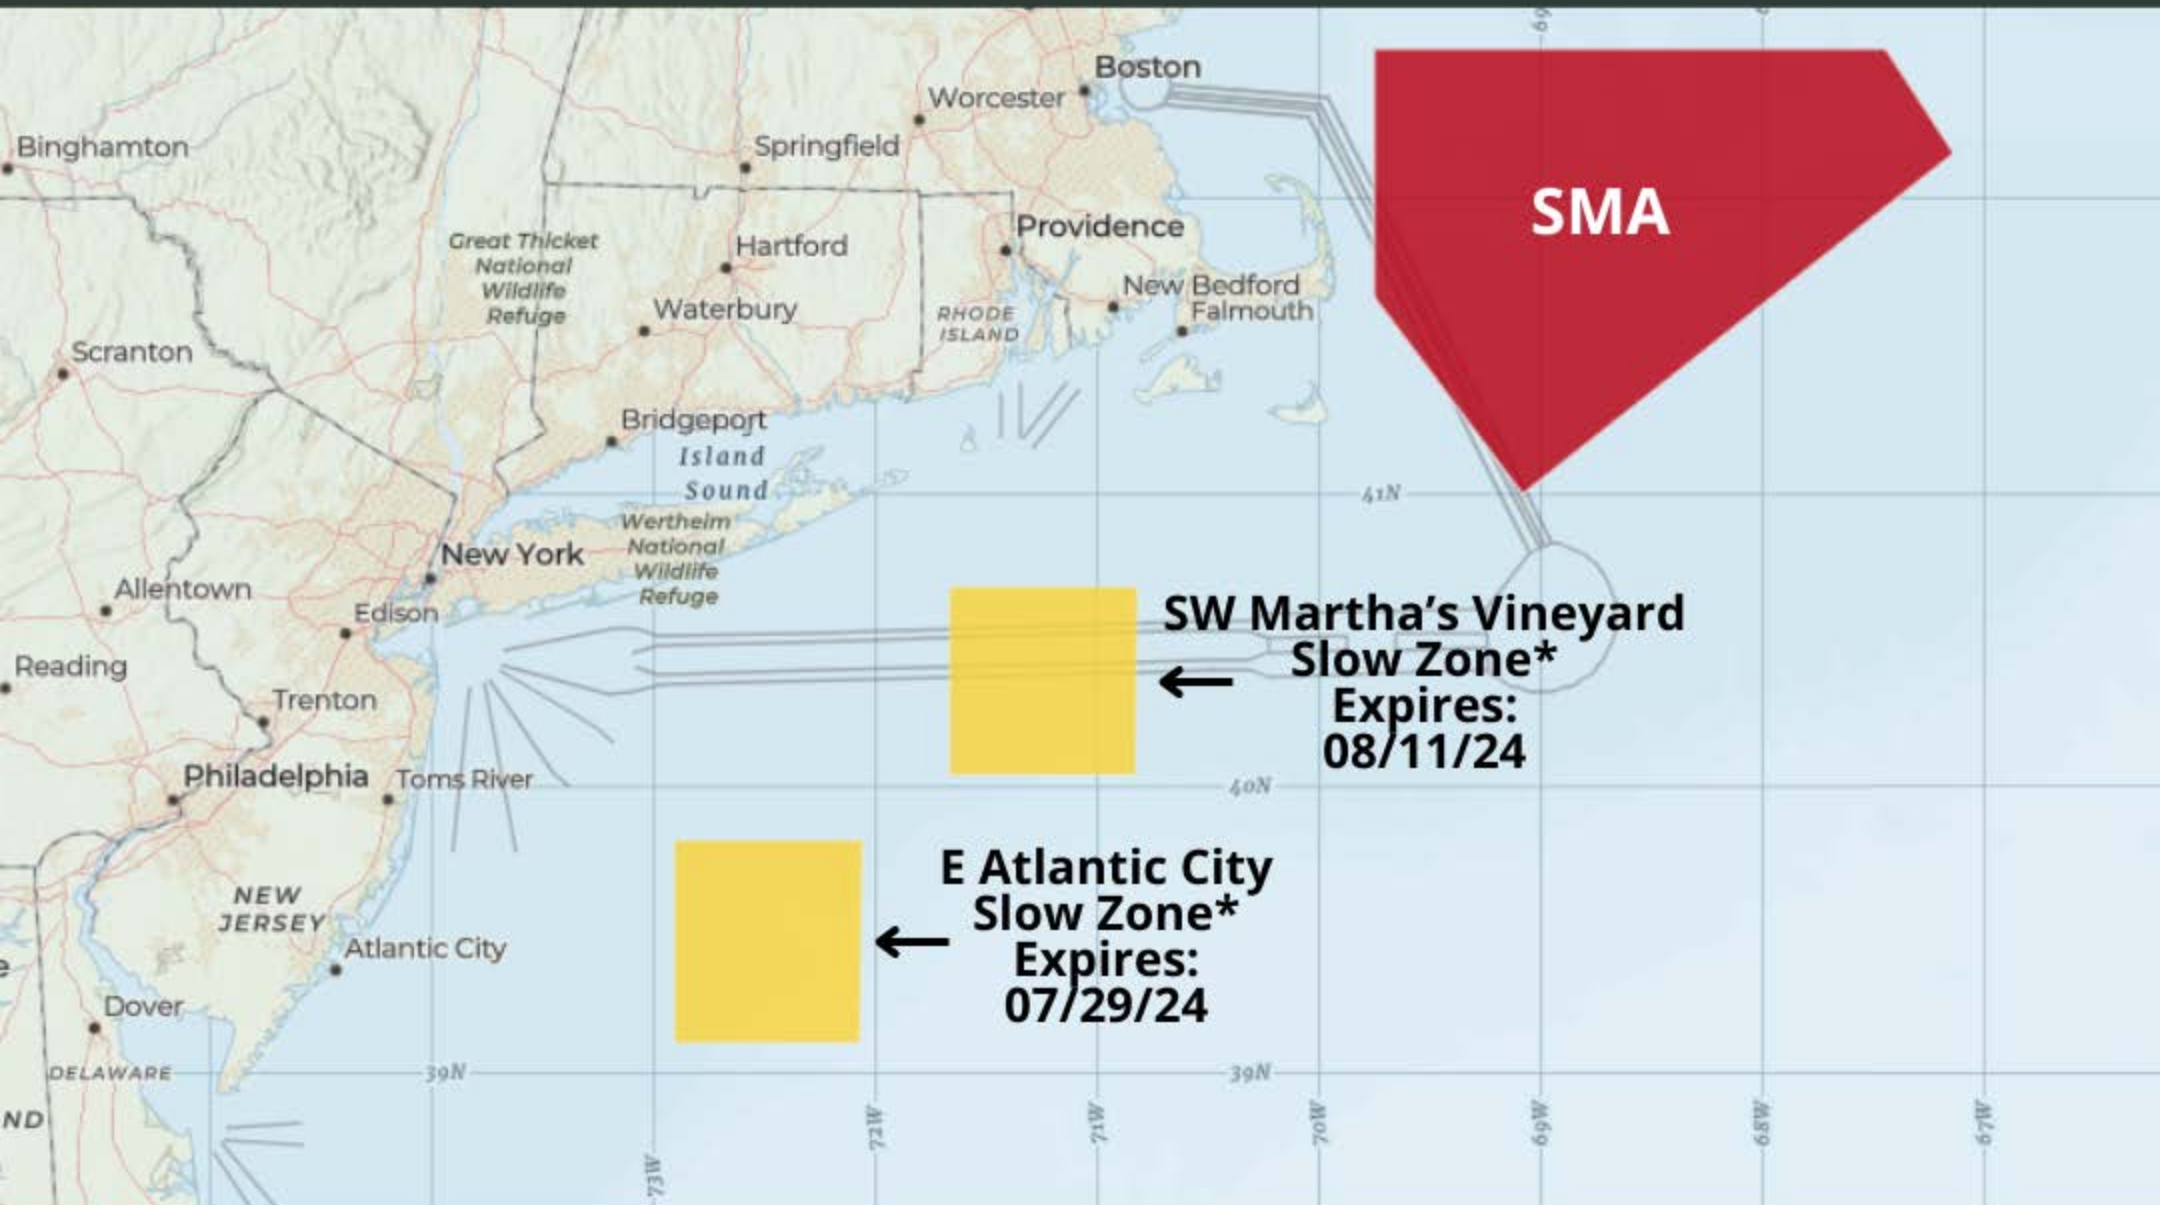 Boston
Worcester
Binghamton
Springfield
SMA
Providence
Great Thicket
National
Wildlife
Refuge
Hartford
New Bedford
Falmouth
Waterbury
RHODE
ISLAND
Scranton
Bridgeport
Island
Sound
41N
Wertheim
National
Wildlife
Refuge
New York
Allentown
Edison
SW Martha's Vineyard
Slow Zone*
Expires:
08/11/24
Reading
Trenton
Philadelphia
Toms River
40N
E Atlantic City
Slow Zone*
Expires:
07/29/24
NEW
JERSEY
Atlantic City
Dover
DELAWARE
39N
39N
ND
73W
72W
71W
70W
69W
68W
67W